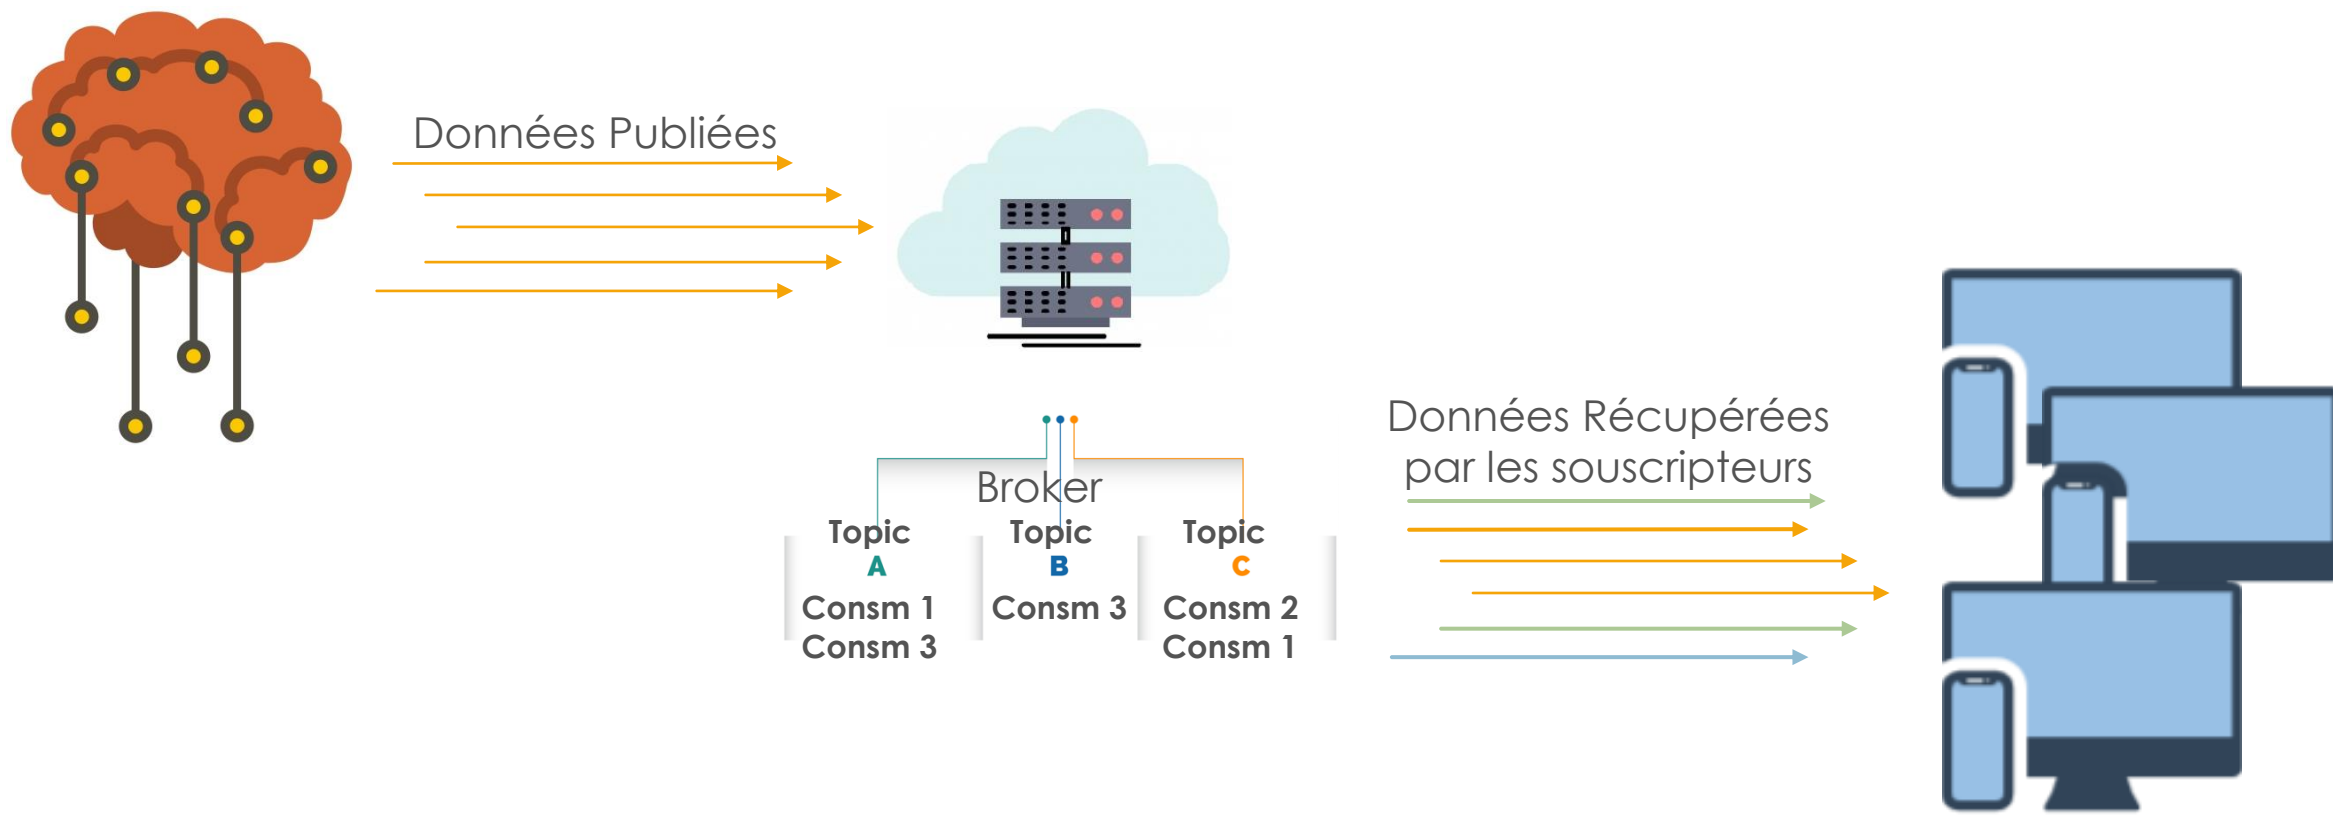 Données Publiées
Données Récupérées
par les souscripteurs
Broker
Topic
A
Consm 1
Consm 3
Topic
B
Consm 3
Topic
C
Consm 2
Consm 1